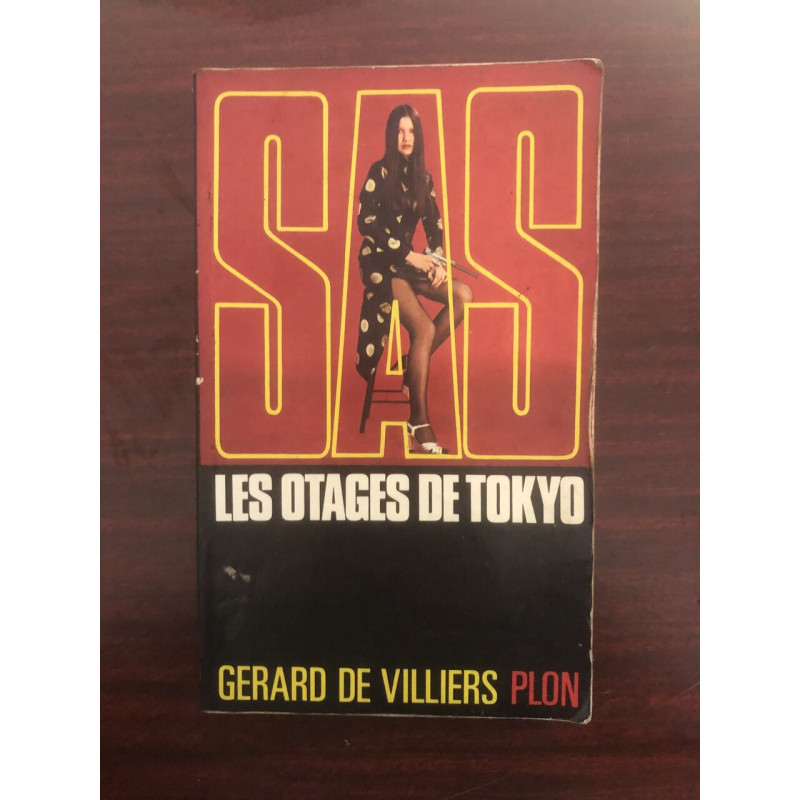 SAS
LES OTAGES DE TOKYO
GERARD DE VILLIERS PLON